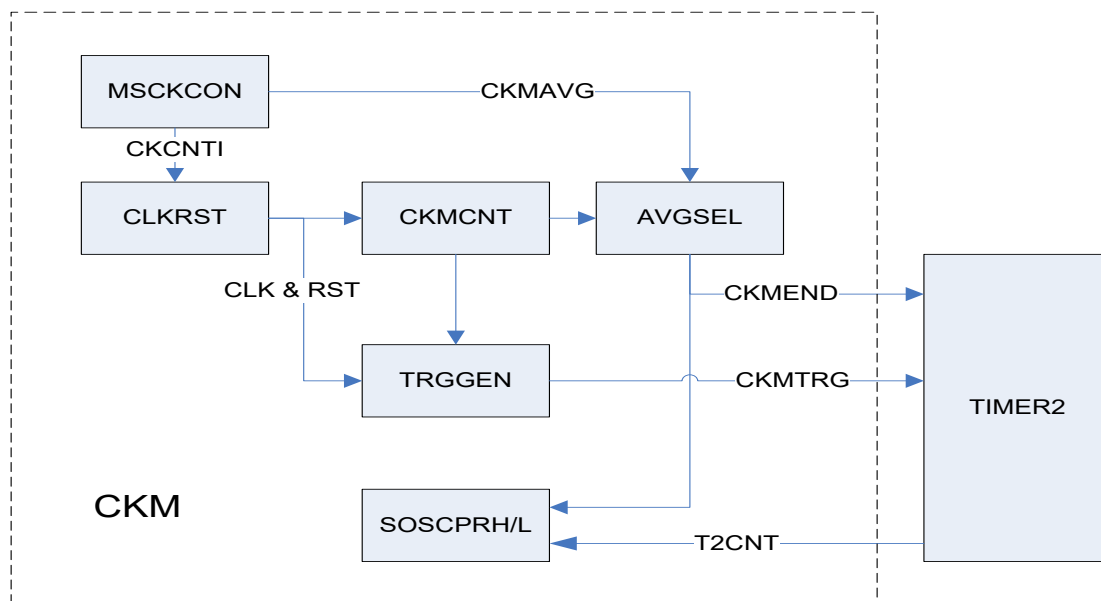 MSCKCON
CKMAVG
CKCNTI
CLKRST
CKMCNT
AVGSEL
CLK & RST
CKMEND
TRGGEN
CKMTRG
TIMER2
CKM
SOSCPRH/L
T2CNT